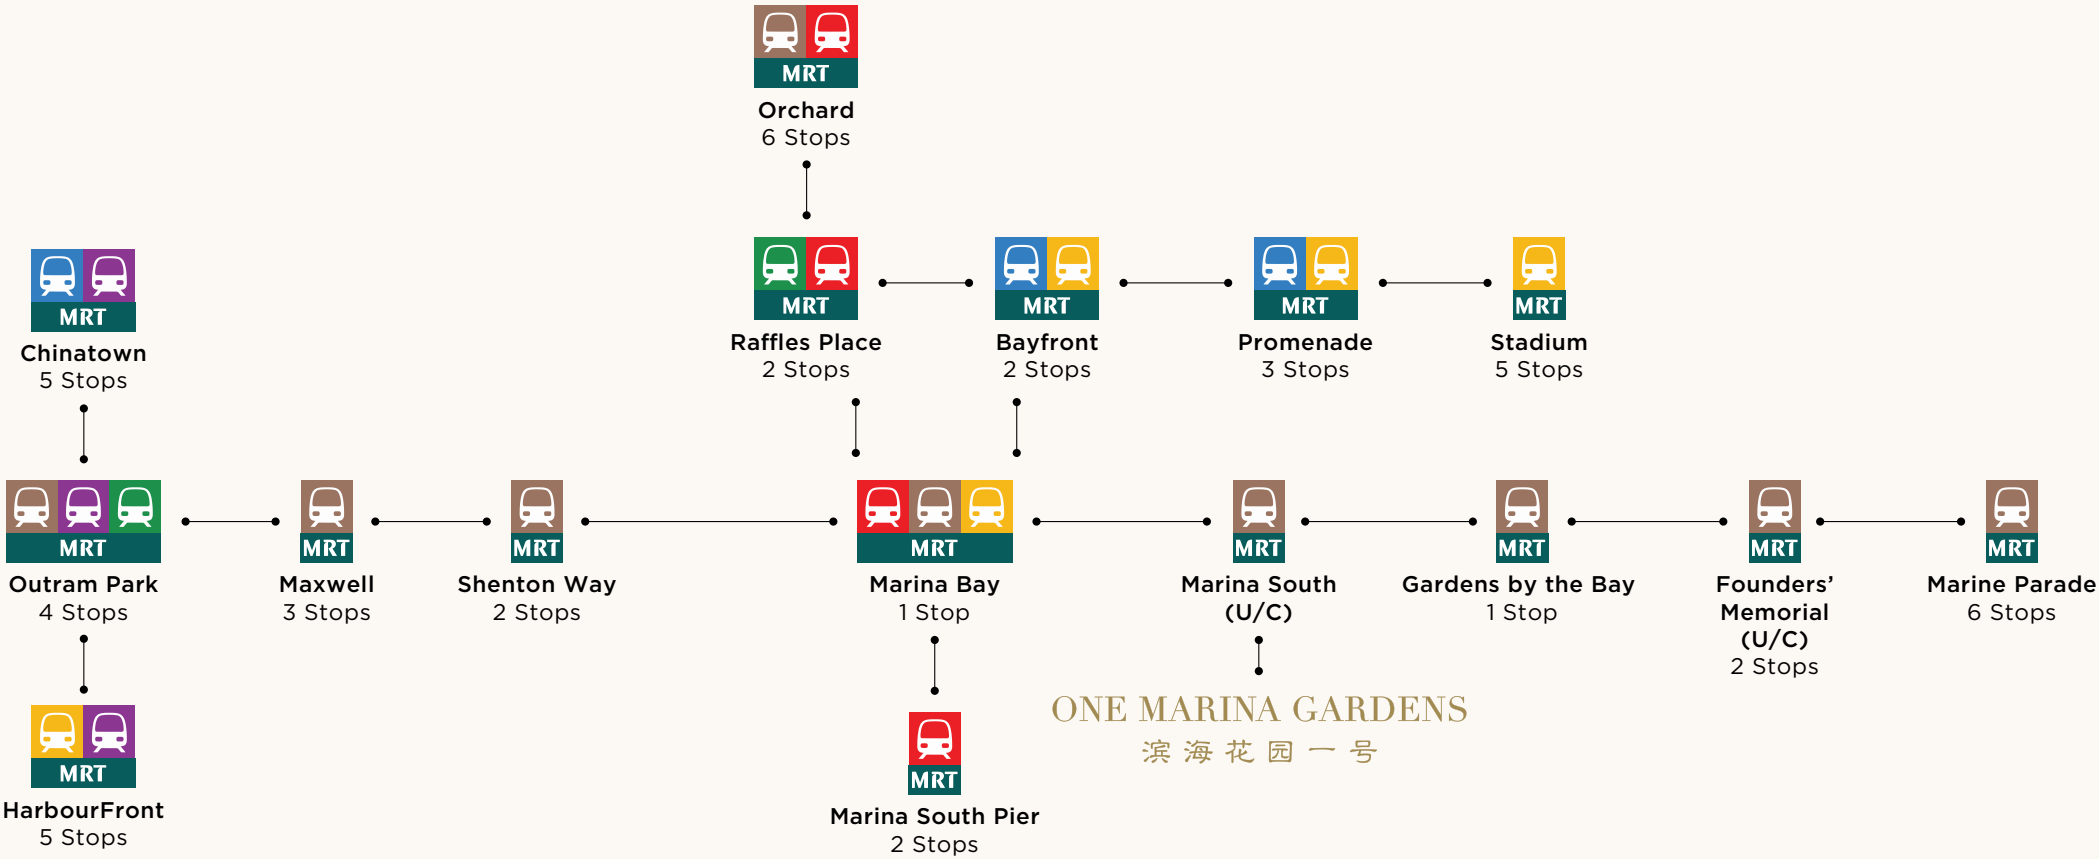 MRT
Orchard
6 Stops
MRT
Chinatown
5 Stops
MRT
Raffles Place
2 Stops
MRT
Bayfront
2 Stops
MRT
Promenade
3 Stops
MRT
Stadium
5 Stops
MRT
Outram Park
4 Stops
MRT
Maxwell
3 Stops
MRT
Shenton Way
2 Stops
MRT
Marina Bay
1 Stop
MRT
Marina South
(U/C)
MRT
Gardens by the Bay
1 Stop
MRT
Founders’
Memorial
(U/C)
2 Stops
MRT
Marine Parade
6 Stops
MRT
HarbourFront
5 Stops
MRT
Marina South Pier
2 Stops
ONE MARINA GARDENS
滨海花园一号